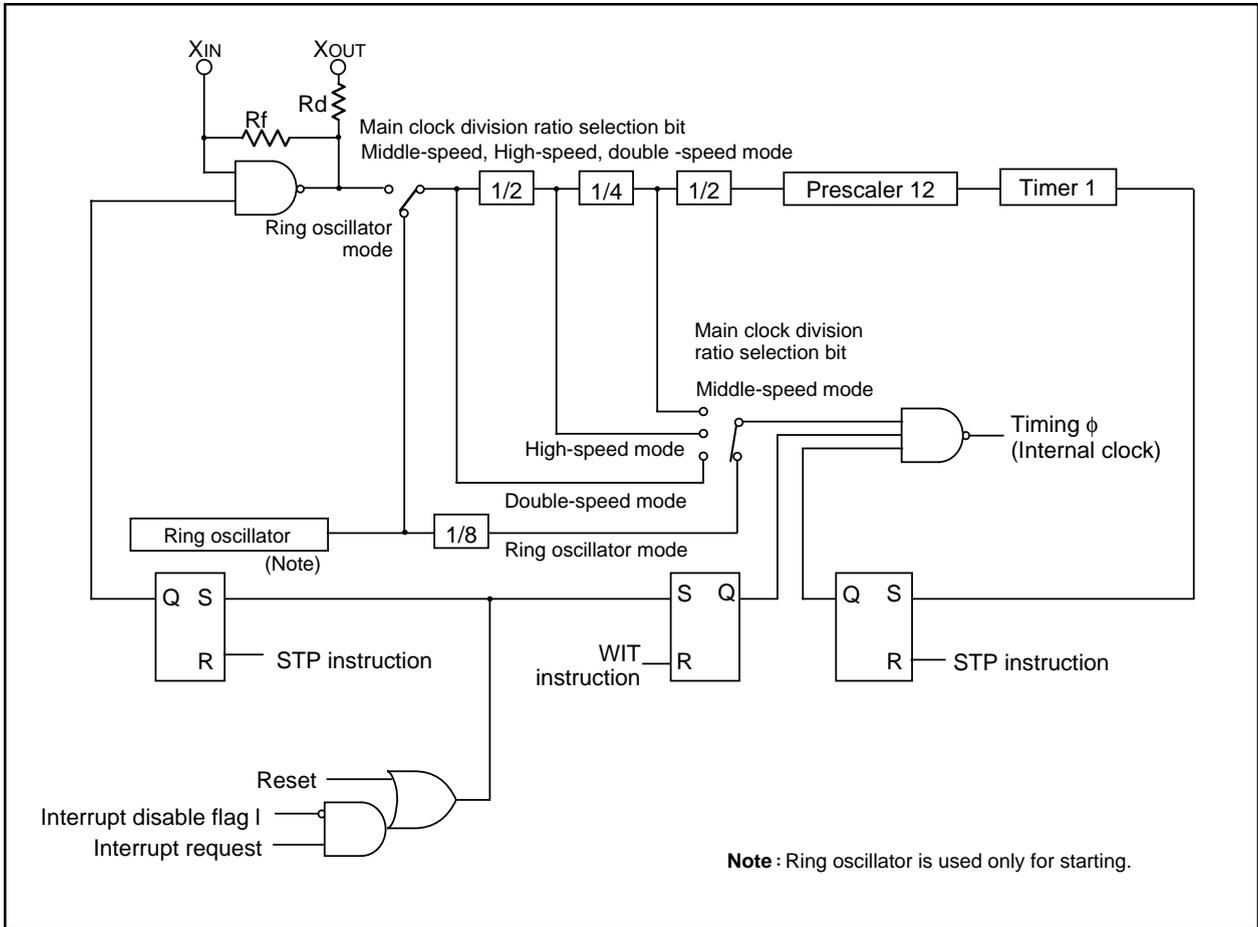 XIN
XOUT
Rd
Rf
Main clock division ratio selection bit
Middle-speed, High-speed, double -speed mode
1/2
1/4
1/2
Prescaler 12
Timer 1
Ring oscillator
mode
Main clock division
ratio selection bit
Middle-speed mode
Timing ϕ
(Internal clock)
High-speed mode
Double-speed mode
Ring oscillator
1/8
Ring oscillator mode
(Note)
Q S
S Q
Q S
R
STP instruction
WIT
instruction
R
R
STP instruction
Reset
Interrupt disable flag I
Interrupt request
Note : Ring oscillator is used only for starting.